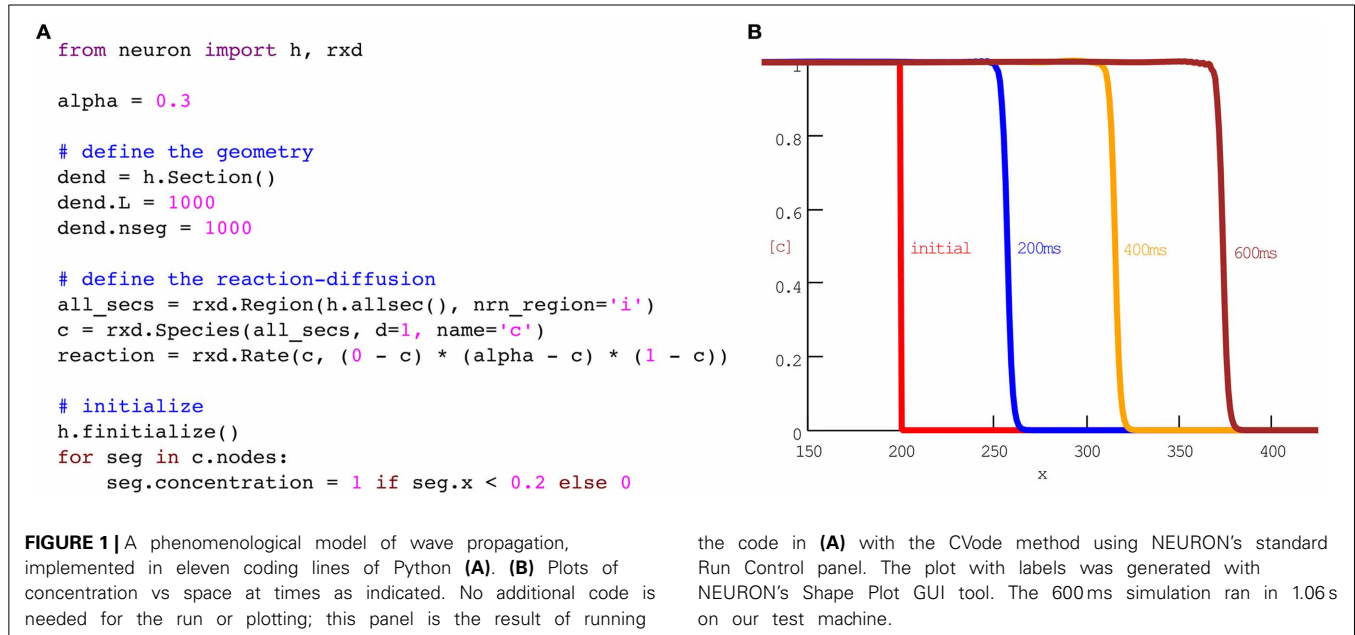 A
from neuron import h, rxd
alpha = 0.3
# define the geometry
dend = h.Section()
dend.L = 1000
dend.nseg = 1000
# define the reaction-diffusion
all_secs = rxd.Region(h.allsec(), nrn_region='i')
c = rxd.Species(all_secs, d=1, name='c')
reaction = rxd.Rate(c, (0 - c) * (alpha - c) * (1 - c))
# initialize
h.finitialize()
for seg in c.nodes:
    seg.concentration = 1 if seg.x < 0.2 else 0
B
1
0.8
0.6
[c]
0.4
0.2
0
initial
200ms
400ms
600ms
150 200 250 300 350 400
x
FIGURE 1 | A phenomenological model of wave propagation,
implemented in eleven coding lines of Python (A). (B) Plots of
concentration vs space at times as indicated. No additional code is
needed for the run or plotting; this panel is the result of running
the code in (A) with the CVode method using NEURON's standard
Run Control panel. The plot with labels was generated with
NEURON's Shape Plot GUI tool. The 600 ms simulation ran in 1.06 s
on our test machine.